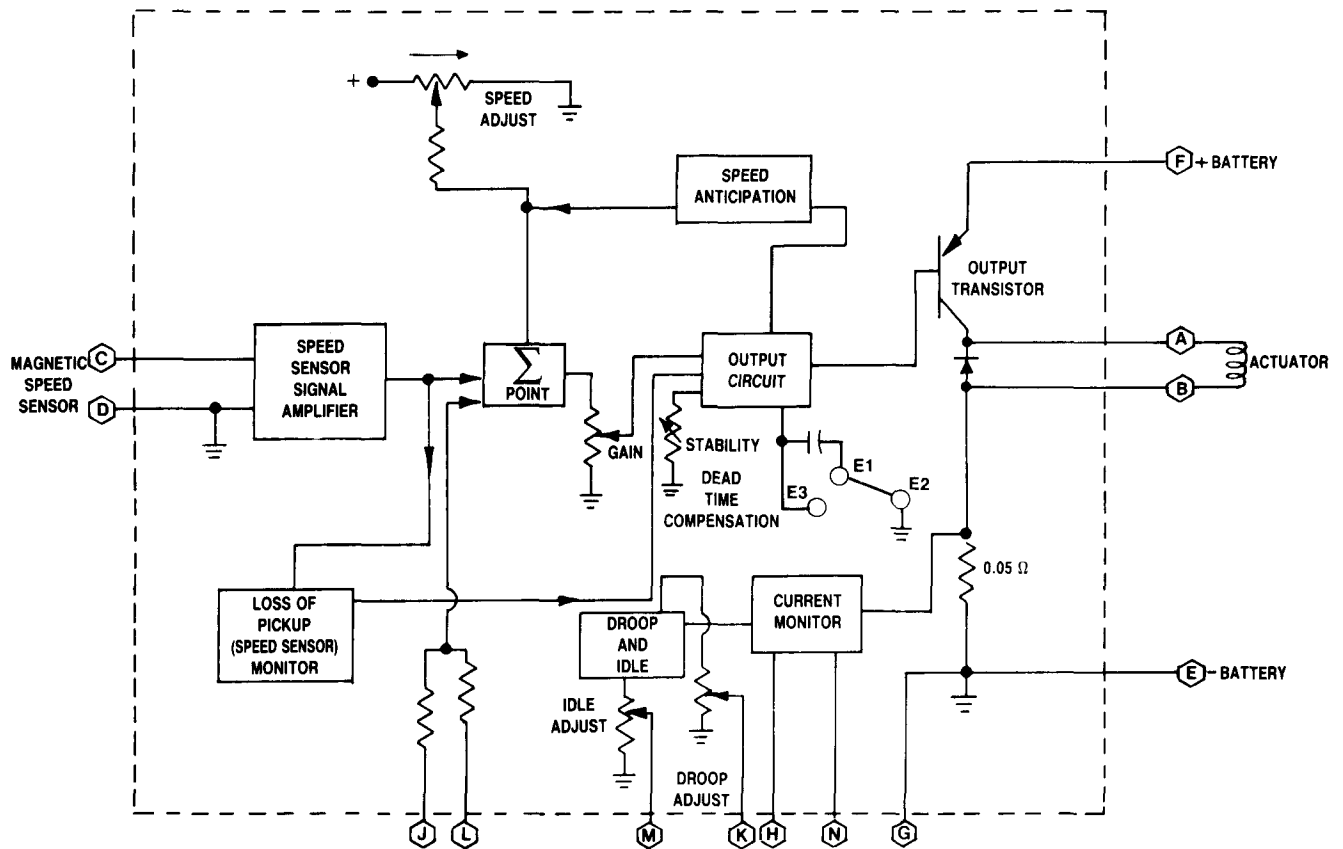 +
SPEED
ADJUST
SPEED
ANTICIPATION
F
+ BATTERY
OUTPUT
TRANSISTOR
MAGNETIC
SPEED
SENSOR
C
D
SPEED
SENSOR
SIGNAL
AMPLIFIER
Σ
POINT
GAIN
OUTPUT
CIRCUIT
STABILITY
DEAD
TIME
COMPENSATION
E1
E2
E3
A
B
ACTUATOR
0.05 Ω
LOSS OF
PICKUP
(SPEED SENSOR)
MONITOR
DROOP
AND
IDLE
CURRENT
MONITOR
E
– BATTERY
IDLE
ADJUST
DROOP
ADJUST
J
L
M
K
H
N
G